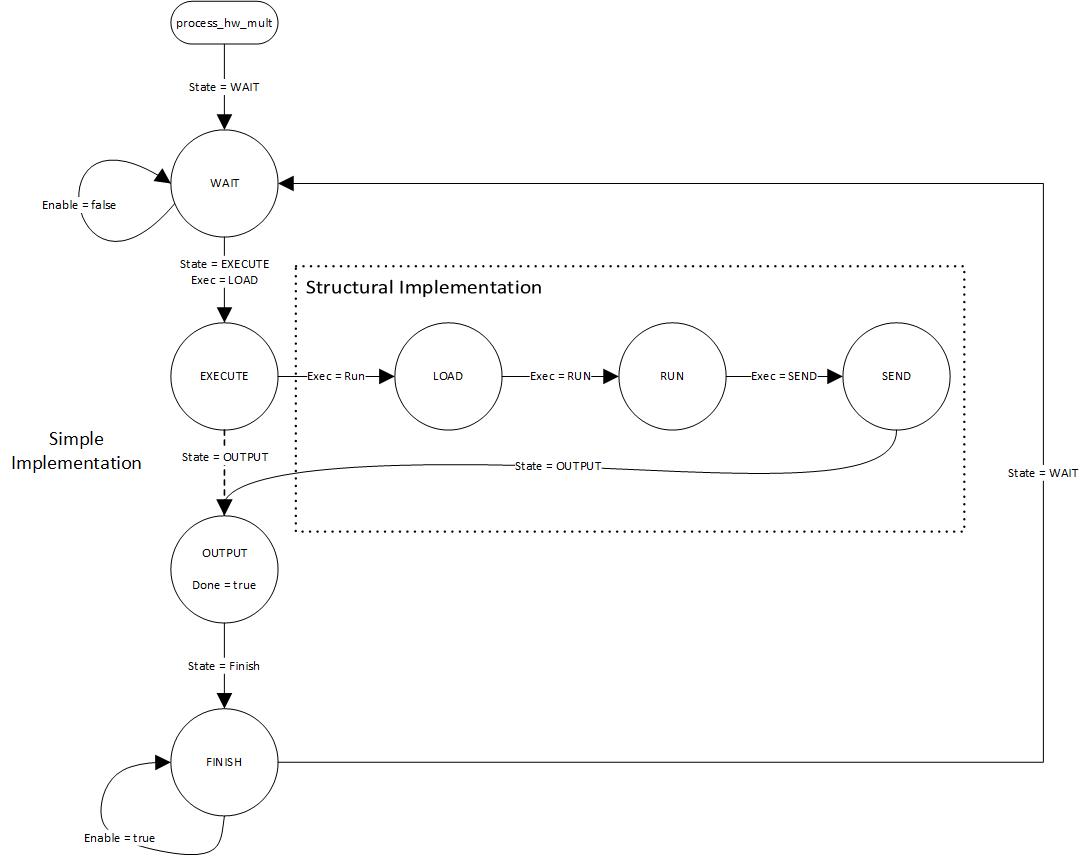 process_hw_mult
State = WAIT
WAIT
Enable = false
State = EXECUTE
Exec = LOAD
Structural Implementation
EXECUTE
Exec = Run
LOAD
Exec = RUN
RUN
Exec = SEND
SEND
Simple
Implementation
State = OUTPUT
State = OUTPUT
State = WAIT
OUTPUT
Done = true
State = Finish
FINISH
Enable = true